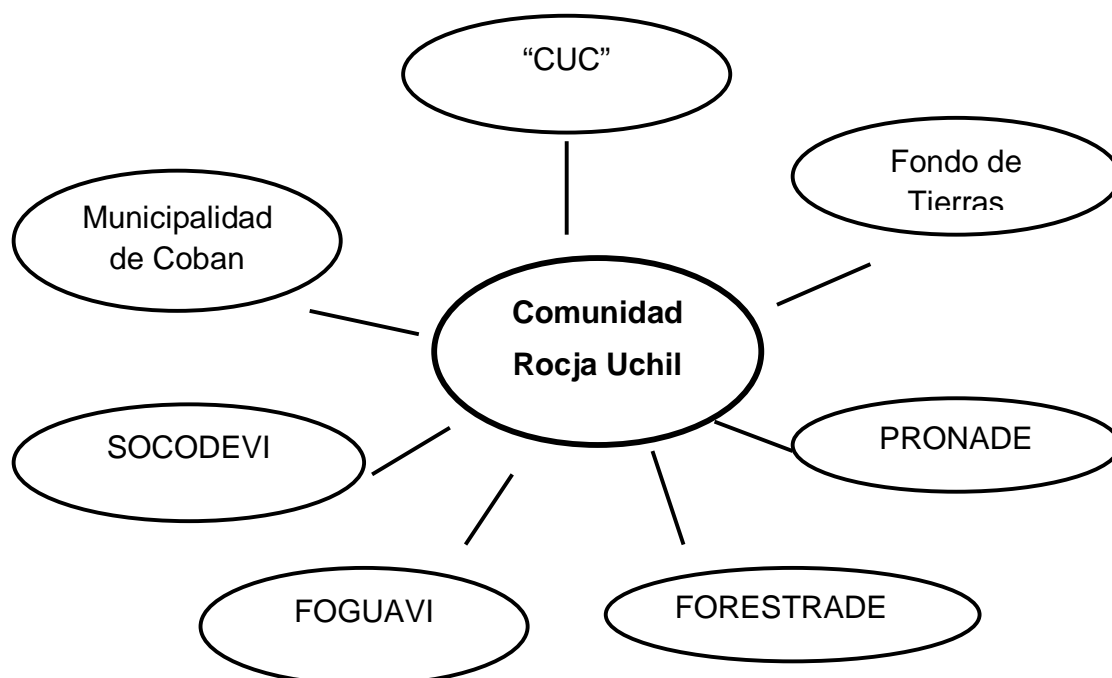 “CUC”
Fondo de
Tierras
Municipalidad
de Coban
Comunidad
Rocja Uchil
SOCODEVI
PRONADE
FOGUAVI
FORESTRADE